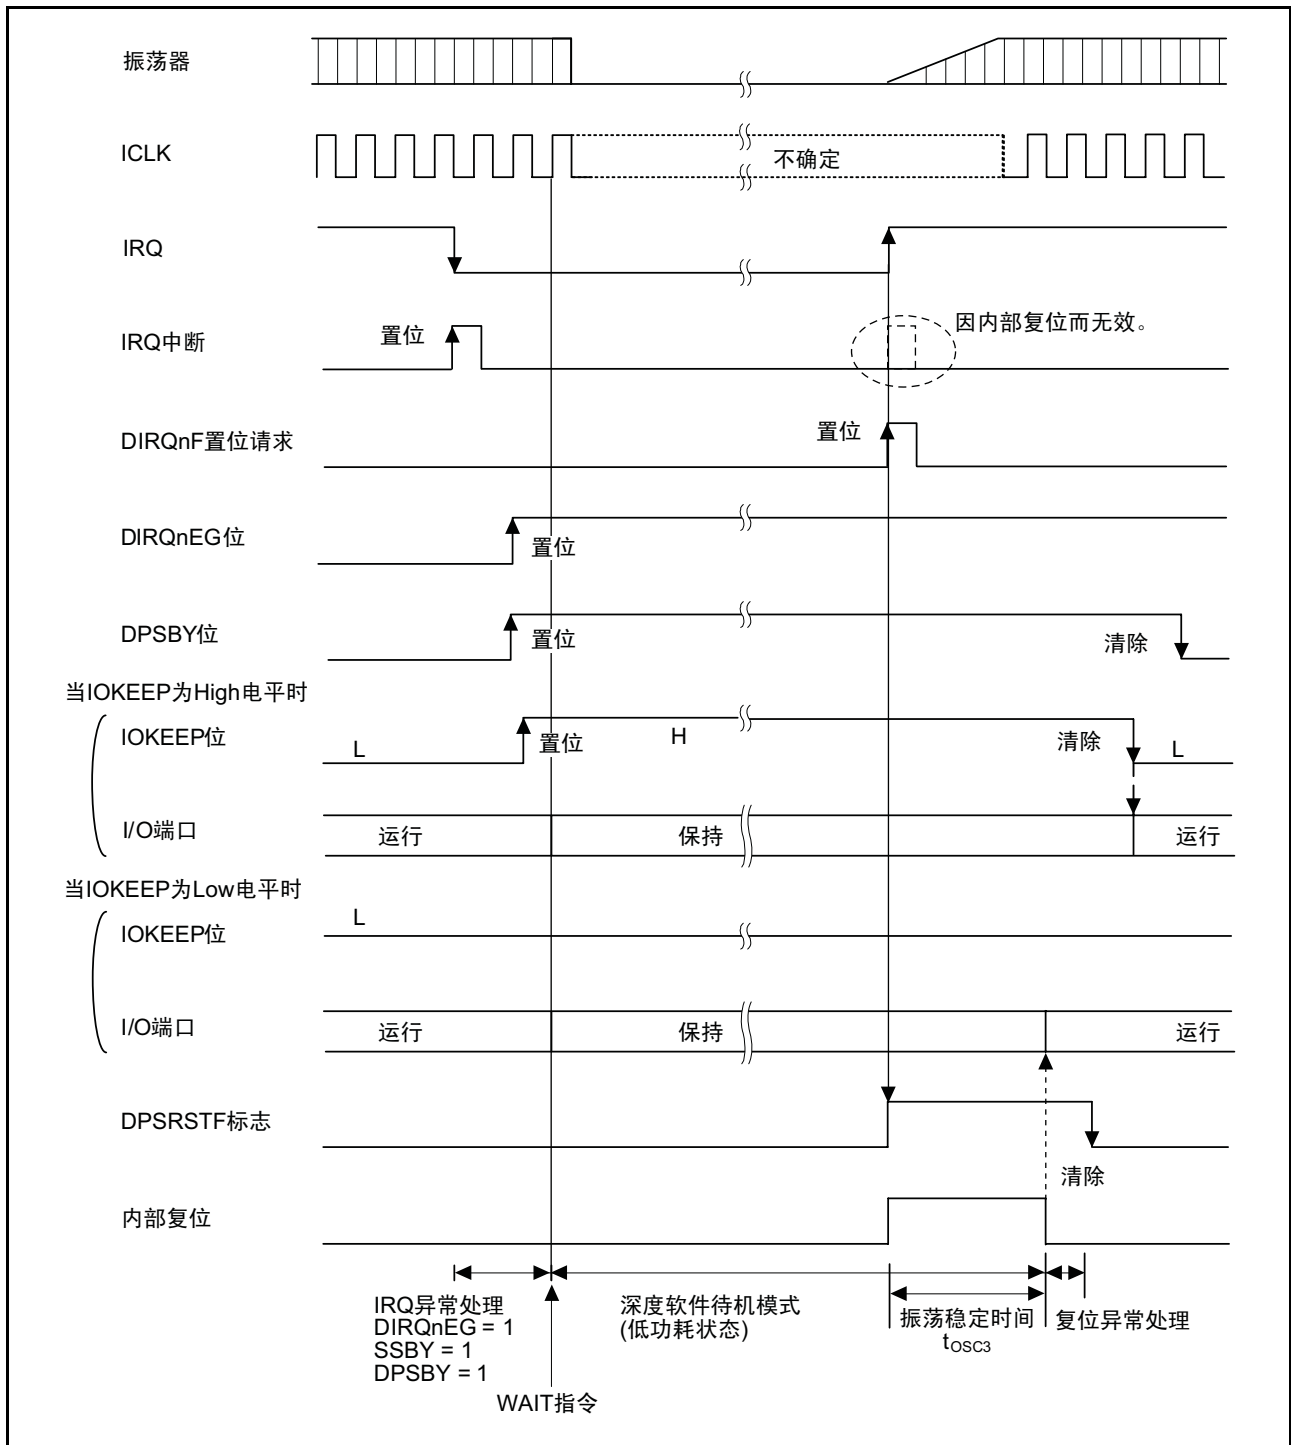 振荡器
ICLK
不确定
IRQ
IRQ中断
置位
因内部复位而无效。
DIRQnF置位请求
置位
DIRQnEG位
置位
DPSBY位
置位
清除
当IOKEEP为High电平时
IOKEEP位
L
置位
H
清除
L
I/O端口
运行
保持
运行
当IOKEEP为Low电平时
IOKEEP位
L
I/O端口
运行
保持
运行
DPSRSTF标志
清除
内部复位
IRQ异常处理
DIRQnEG = 1
SSBY = 1
DPSBY = 1
深度软件待机模式
(低功耗状态)
振荡稳定时间
tOSC3
复位异常处理
WAIT指令